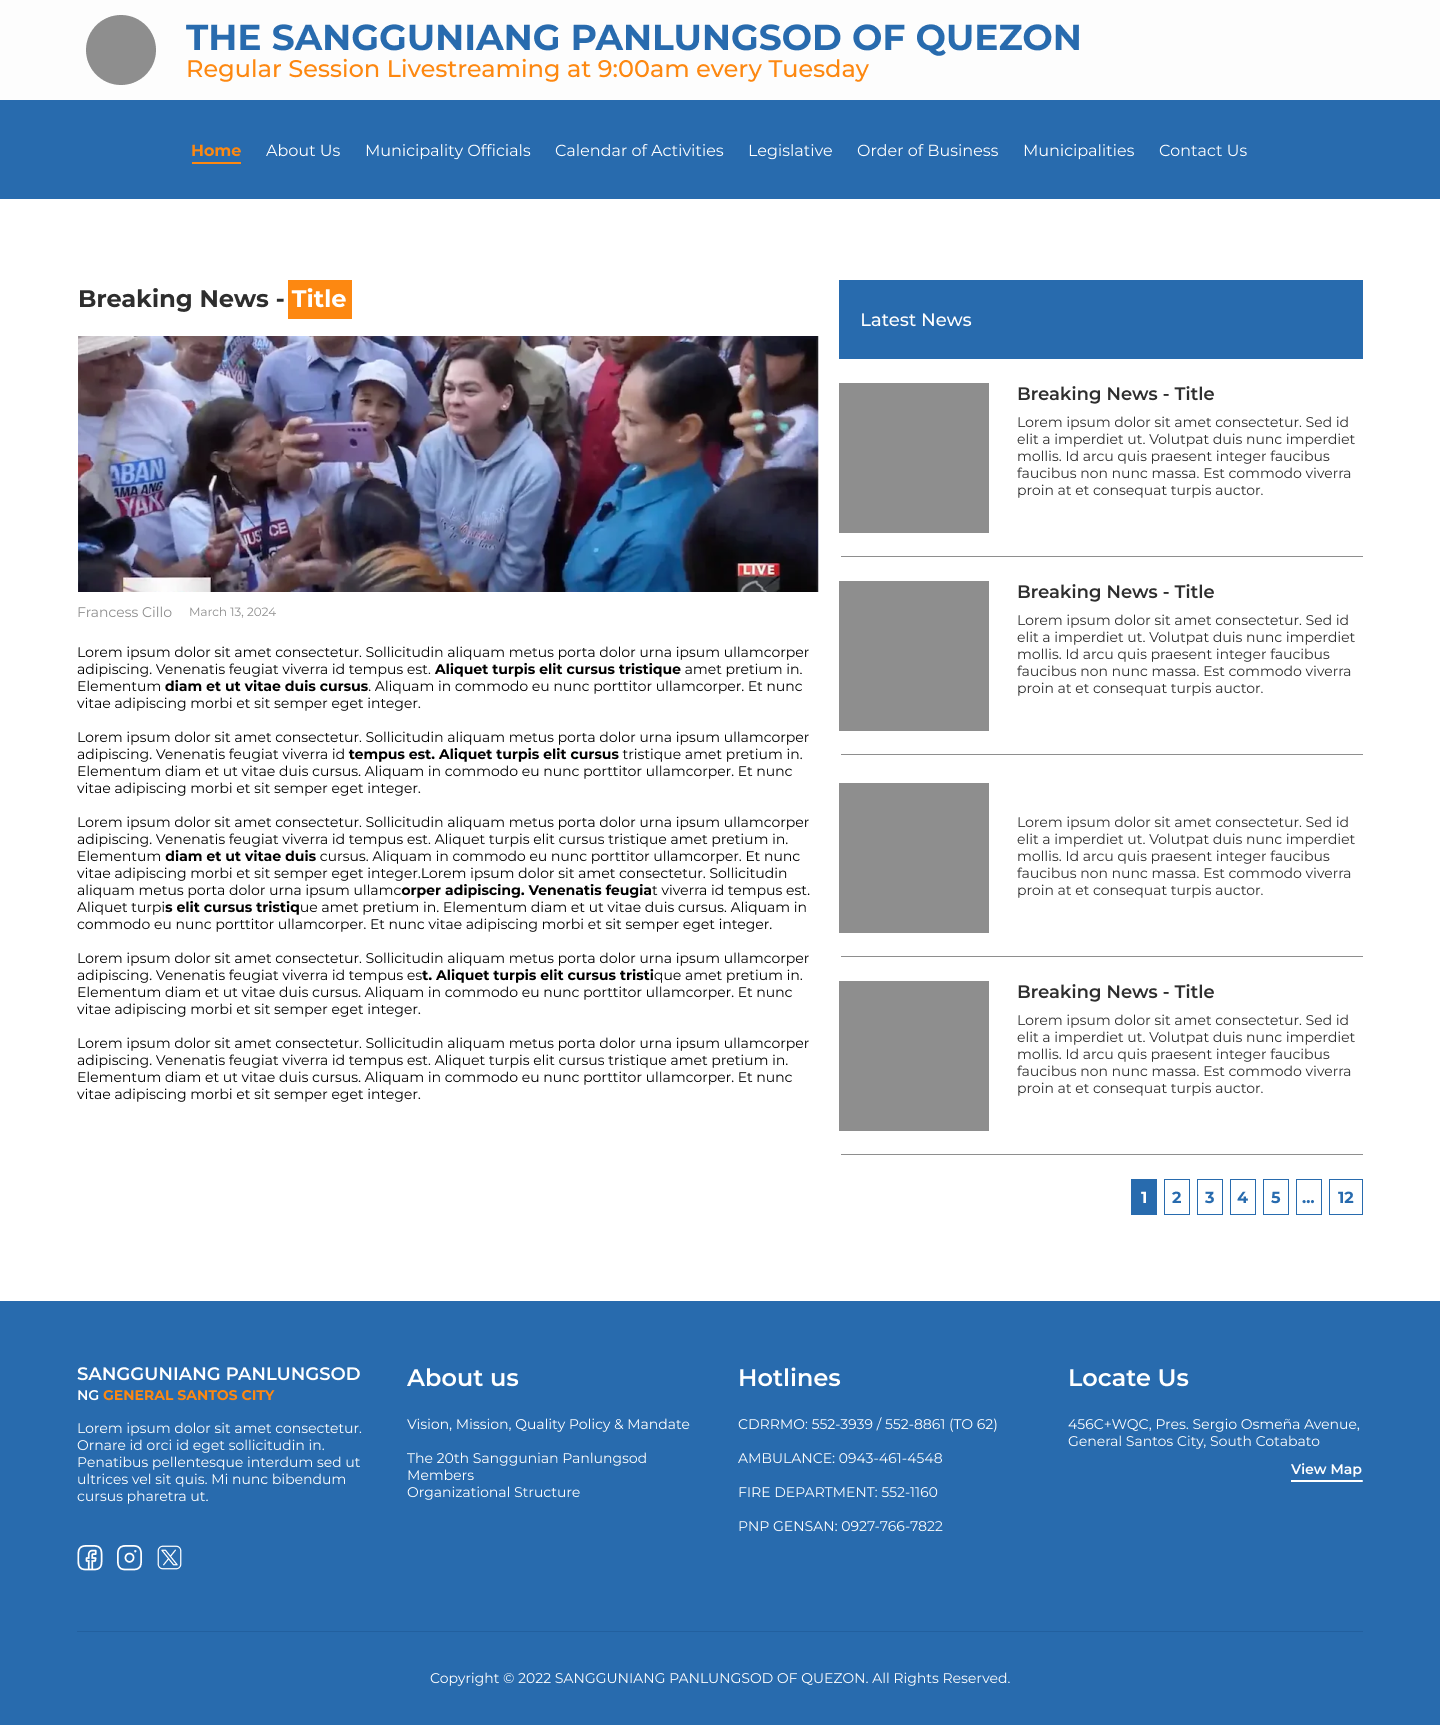 THE SANGGUNIANG PANLUNGSOD OF QUEZON
Regular Session Livestreaming at 9:00am every Tuesday
Home About Us Municipality Officials Calendar of Activities Legislative Order of Business Municipalities Contact Us
Breaking News - Title
ABAN
AMA ANG
YAX
JUSTICE
LIVE
Francess Cillo March 13, 2024
Lorem ipsum dolor sit amet consectetur. Sollicitudin aliquam metus porta dolor urna ipsum ullamcorper
adipiscing. Venenatis feugiat viverra id tempus est. Aliquet turpis elit cursus tristique amet pretium in.
Elementum diam et ut vitae duis cursus. Aliquam in commodo eu nunc porttitor ullamcorper. Et nunc
vitae adipiscing morbi et sit semper eget integer.
Lorem ipsum dolor sit amet consectetur. Sollicitudin aliquam metus porta dolor urna ipsum ullamcorper
adipiscing. Venenatis feugiat viverra id tempus est. Aliquet turpis elit cursus tristique amet pretium in.
Elementum diam et ut vitae duis cursus. Aliquam in commodo eu nunc porttitor ullamcorper. Et nunc
vitae adipiscing morbi et sit semper eget integer.
Lorem ipsum dolor sit amet consectetur. Sollicitudin aliquam metus porta dolor urna ipsum ullamcorper
adipiscing. Venenatis feugiat viverra id tempus est. Aliquet turpis elit cursus tristique amet pretium in.
Elementum diam et ut vitae duis cursus. Aliquam in commodo eu nunc porttitor ullamcorper. Et nunc
vitae adipiscing morbi et sit semper eget integer.Lorem ipsum dolor sit amet consectetur. Sollicitudin
aliquam metus porta dolor urna ipsum ullamcorper adipiscing. Venenatis feugiat viverra id tempus est.
Aliquet turpis elit cursus tristique amet pretium in. Elementum diam et ut vitae duis cursus. Aliquam in
commodo eu nunc porttitor ullamcorper. Et nunc vitae adipiscing morbi et sit semper eget integer.
Lorem ipsum dolor sit amet consectetur. Sollicitudin aliquam metus porta dolor urna ipsum ullamcorper
adipiscing. Venenatis feugiat viverra id tempus est. Aliquet turpis elit cursus tristique amet pretium in.
Elementum diam et ut vitae duis cursus. Aliquam in commodo eu nunc porttitor ullamcorper. Et nunc
vitae adipiscing morbi et sit semper eget integer.
Lorem ipsum dolor sit amet consectetur. Sollicitudin aliquam metus porta dolor urna ipsum ullamcorper
adipiscing. Venenatis feugiat viverra id tempus est. Aliquet turpis elit cursus tristique amet pretium in.
Elementum diam et ut vitae duis cursus. Aliquam in commodo eu nunc porttitor ullamcorper. Et nunc
vitae adipiscing morbi et sit semper eget integer.
Latest News
Breaking News - Title
Lorem ipsum dolor sit amet consectetur. Sed id
elit a imperdiet ut. Volutpat duis nunc imperdiet
mollis. Id arcu quis praesent integer faucibus
faucibus non nunc massa. Est commodo viverra
proin at et consequat turpis auctor.
Breaking News - Title
Lorem ipsum dolor sit amet consectetur. Sed id
elit a imperdiet ut. Volutpat duis nunc imperdiet
mollis. Id arcu quis praesent integer faucibus
faucibus non nunc massa. Est commodo viverra
proin at et consequat turpis auctor.
Lorem ipsum dolor sit amet consectetur. Sed id
elit a imperdiet ut. Volutpat duis nunc imperdiet
mollis. Id arcu quis praesent integer faucibus
faucibus non nunc massa. Est commodo viverra
proin at et consequat turpis auctor.
Breaking News - Title
Lorem ipsum dolor sit amet consectetur. Sed id
elit a imperdiet ut. Volutpat duis nunc imperdiet
mollis. Id arcu quis praesent integer faucibus
faucibus non nunc massa. Est commodo viverra
proin at et consequat turpis auctor.
1 2 3 4 5 ... 12
SANGGUNIANG PANLUNGSOD
NG GENERAL SANTOS CITY
Lorem ipsum dolor sit amet consectetur.
Ornare id orci id eget sollicitudin in.
Penatibus pellentesque interdum sed ut
ultrices vel sit quis. Mi nunc bibendum
cursus pharetra ut.
About us
Vision, Mission, Quality Policy & Mandate
The 20th Sanggunian Panlungsod
Members
Organizational Structure
Hotlines
CDRRMO: 552-3939 / 552-8861 (TO 62)
AMBULANCE: 0943-461-4548
FIRE DEPARTMENT: 552-1160
PNP GENSAN: 0927-766-7822
Locate Us
456C+WQC, Pres. Sergio Osmeña Avenue,
General Santos City, South Cotabato
View Map
Copyright © 2022 SANGGUNIANG PANLUNGSOD OF QUEZON. All Rights Reserved.